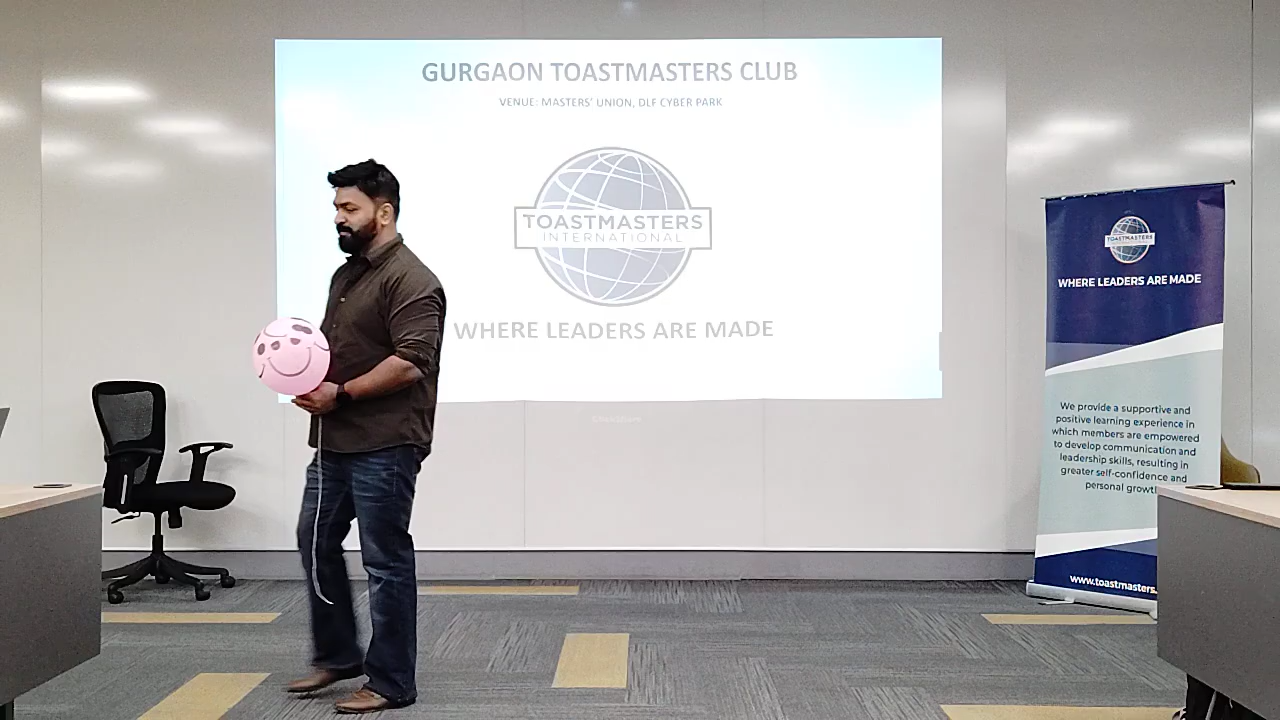 GURGAON TOASTMASTERS CLUB
VENUE: MASTERS' UNION, DLF CYBER PARK
TOASTMASTERS
INTERNATIONAL
WHERE LEADERS ARE MADE
TOASTMASTERS
INTERNATIONAL
WHERE LEADERS ARE MADE
We provide a supportive and
positive learning experience in
which members are empowered
to develop communication and
leadership skills, resulting in
greater self-confidence and
personal growth
www.toastmasters.